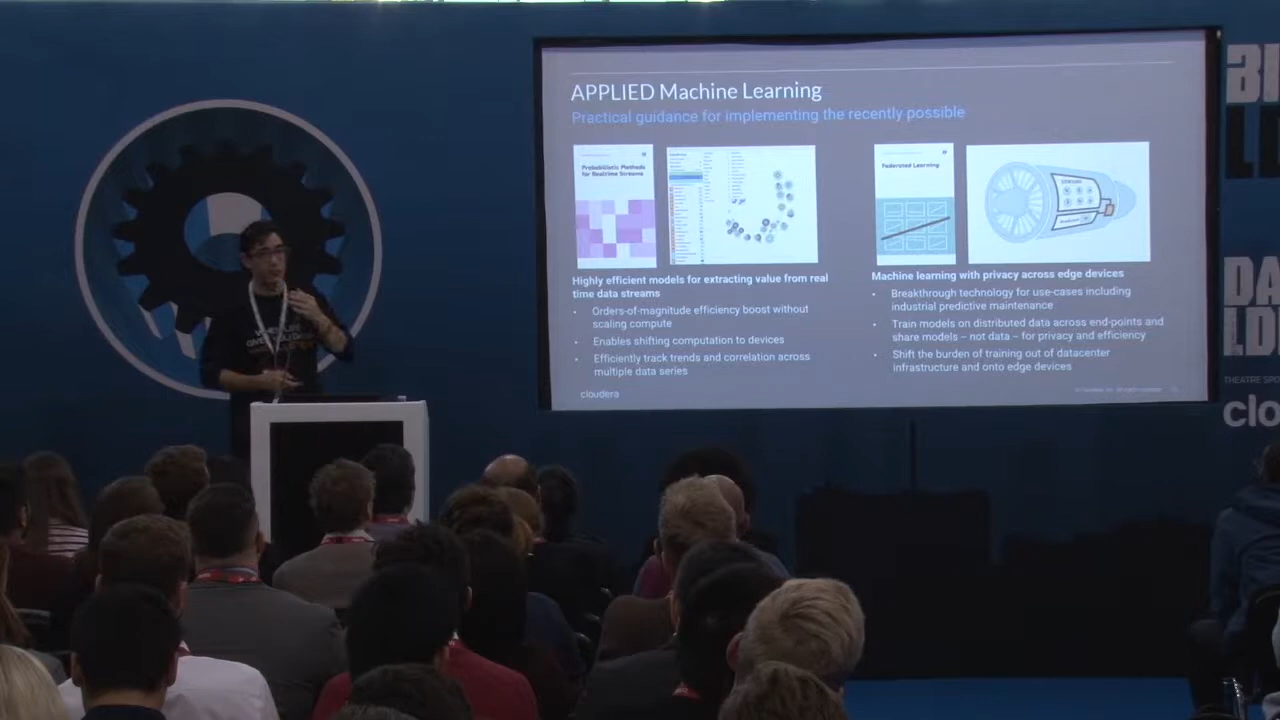 APPLIED Machine Learning
Practical guidance for implementing the recently possible
Probabilistic Methods
for Realtime Streams
Federated Learning
Highly efficient models for extracting value from real
time data streams
• Orders-of-magnitude efficiency boost without
scaling compute
• Enables shifting computation to devices
• Efficiently track trends and correlation across
multiple data series
Machine learning with privacy across edge devices
• Breakthrough technology for use-cases including
industrial predictive maintenance
• Train models on distributed data across end-points and
share models – not data – for privacy and efficiency
• Shift the burden of training out of datacenter
infrastructure and onto edge devices
cloudera
BI
L
DA
LD
THEATRE SPO
clo